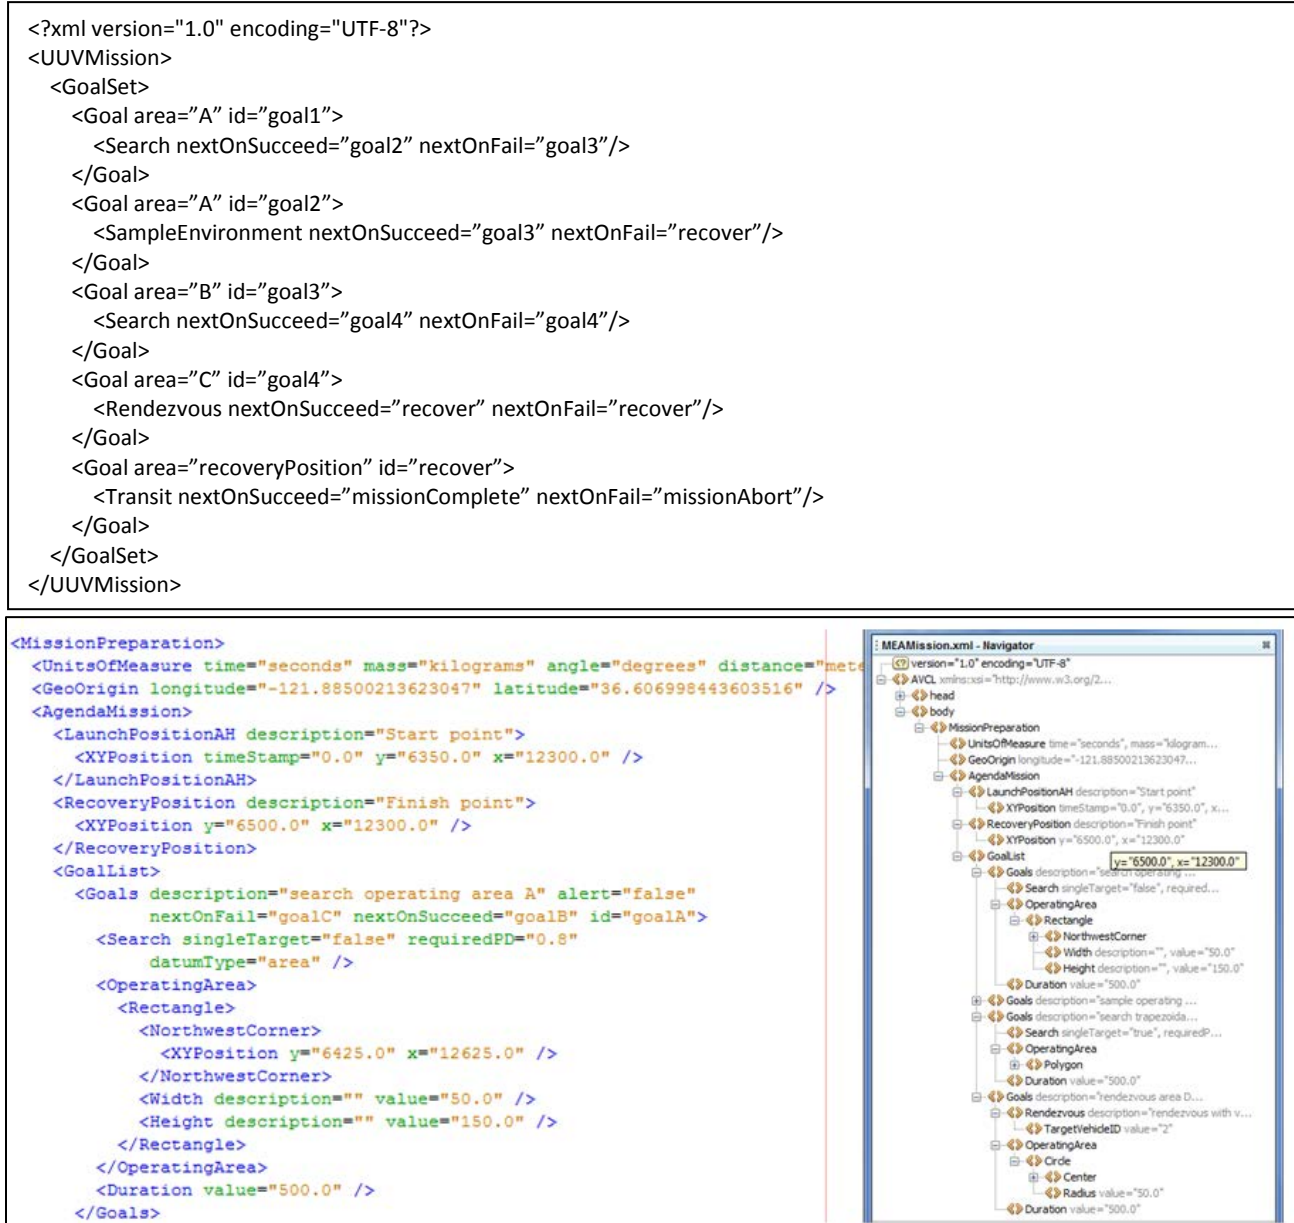 <?xml version="1.0" encoding="UTF-8"?>
<UUVMission>
<GoalSet>
<Goal area="A" id=”goal1”>
<Search nextOnSucceed=”goal2” nextOnFail=”goal3”/>
</Goal>
<Goal area=”A” id=”goal2”>
<SampleEnvironment nextOnSucceed=”goal3” nextOnFail=”recover”/>
</Goal>
<Goal area=”B” id=”goal3”>
<Search nextOnSucceed=”goal4” nextOnFail=”goal4”/>
</Goal>
<Goal area=”C” id=”goal4”>
<Rendezvous nextOnSucceed=”recover” nextOnFail=”recover”/>
</Goal>
<Goal area=”recoveryPosition” id=”recover”>
<Transit nextOnSucceed=”missionComplete” nextOnFail=”missionAbort”/>
</Goal>
</GoalSet>
</UUVMission>
<MissionPreparation>
<UnitsOfMeasure time="seconds" mass="kilograms" angle="degrees" distance="mete
<GeoOrigin longitude="-121.88500213623047" latitude="36.606998443603516" />
<AgendaMission>
<LaunchPositionAH description="Start point">
<XYPosition timeStamp="0.0" y="6350.0" x="12300.0" />
</LaunchPositionAH>
<RecoveryPosition description="Finish point">
<XYPosition y="6500.0" x="12300.0" />
</RecoveryPosition>
<GoalList>
<Goals description="search operating area A" alert="false"
nextOnFail="goalC" nextOnSucceed="goalB" id="goalA">
<Search singleTarget="false" requiredPD="0.8"
datumType="area" />
<OperatingArea>
<Rectangle>
<NorthwestCorner>
<XYPosition y="6425.0" x="12625.0" />
</NorthwestCorner>
<Width description="" value="50.0" />
<Height description="" value="150.0" />
</Rectangle>
</OperatingArea>
<Duration value="500.0" />
</Goals>
MEAMission.xml - Navigator
version="1.0" encoding="UTF-8"
AVCL xmlns:xsi="http://www.w3.org/2...
head
body
MissionPreparation
UnitsOfMeasure time="seconds", mass="kilogram...
GeoOrigin longitude="-121.88500213623047...
AgendaMission
LaunchPositionAH description="Start point"
XYPosition timeStamp="0.0", y="6350.0", x...
RecoveryPosition description="Finish point"
XYPosition y="6500.0", x="12300.0"
GoalList
y="6500.0", x="12300.0"
Goals description="search operating ...
Search singleTarget="false", required...
OperatingArea
Rectangle
NorthwestCorner
Width description="", value="50.0"
Height description="", value="150.0"
Duration value="500.0"
Goals description="sample operating ...
Goals description="search trapezoida...
Search singleTarget="true", requiredP...
OperatingArea
Polygon
Duration value="500.0"
Goals description="rendezvous area D...
Rendezvous description="rendezvous with v...
TargetVehicleID value="2"
OperatingArea
Circle
Center
Radius value="50.0"
Duration value="500.0"